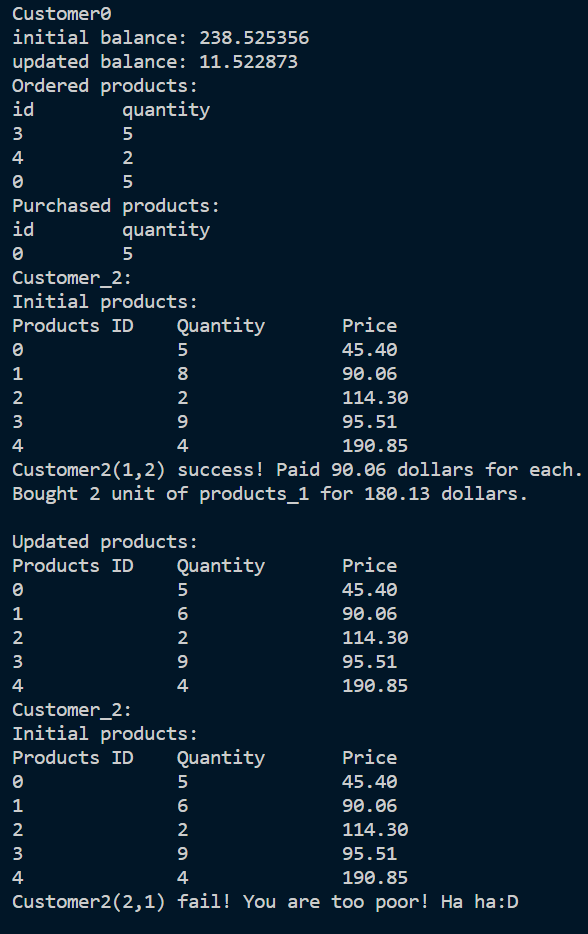 Customer0
initial balance: 238.525356
updated balance: 11.522873
Ordered products:
id quantity
3 5
4 2
0 5
Purchased products:
id quantity
0 5
Customer_2:
Initial products:
Products ID Quantity Price
0 5 45.40
1 8 90.06
2 2 114.30
3 9 95.51
4 4 190.85
Customer2(1,2) success! Paid 90.06 dollars for each.
Bought 2 unit of products_1 for 180.13 dollars.
Updated products:
Products ID Quantity Price
0 5 45.40
1 6 90.06
2 2 114.30
3 9 95.51
4 4 190.85
Customer_2:
Initial products:
Products ID Quantity Price
0 5 45.40
1 6 90.06
2 2 114.30
3 9 95.51
4 4 190.85
Customer2(2,1) fail! You are too poor! Ha ha:D